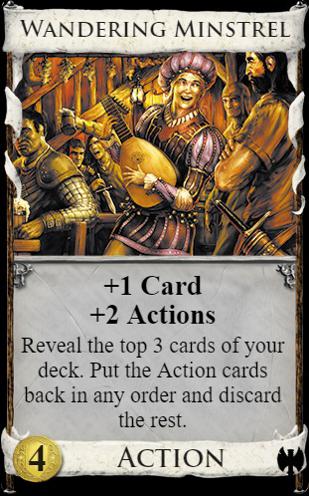 WANDERING MINSTREL
+1 Card
+2 Actions
Reveal the top 3 cards of your
deck. Put the Action cards
back in any order and discard
the rest.
4 ACTION